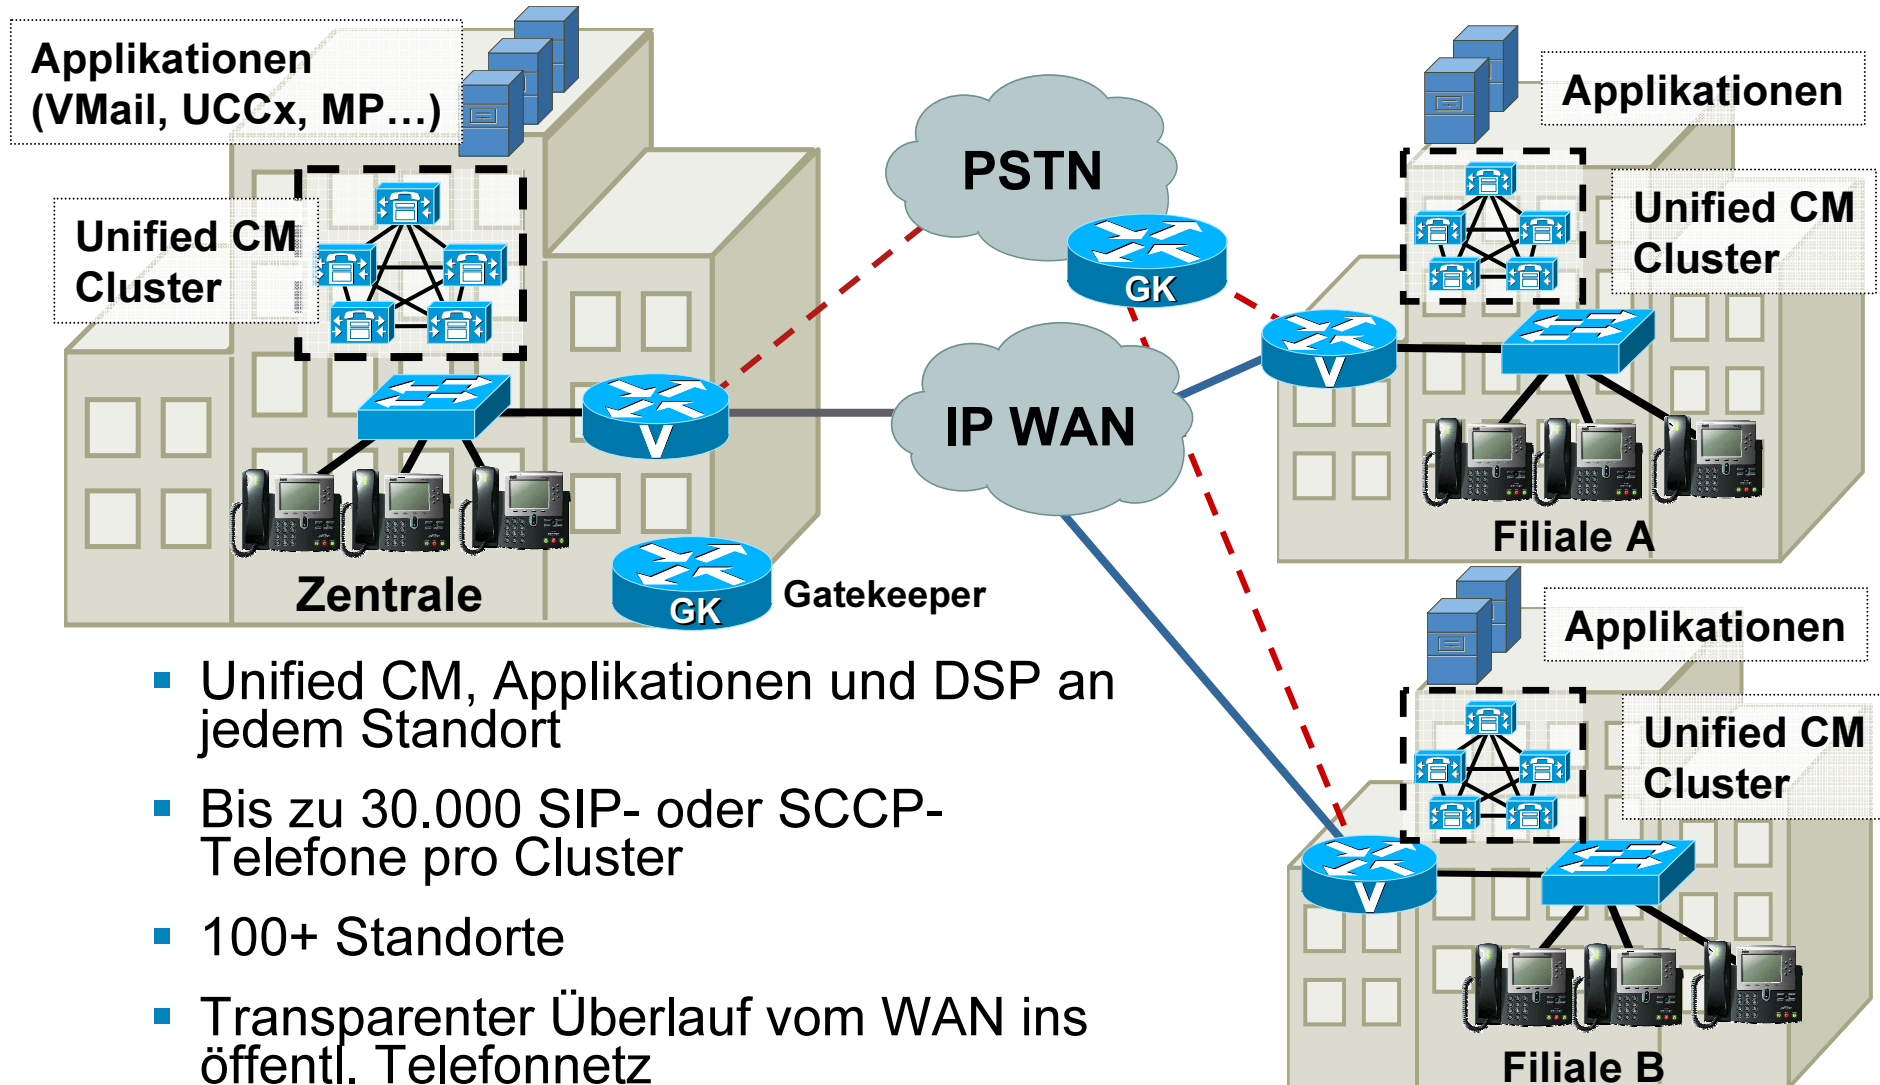 Applikationen
(VMail, UCCx, MP…)
Unified CM
Cluster
V
Zentrale
GK
Gatekeeper
PSTN
GK
IP WAN
Applikationen
Unified CM
Cluster
V
Filiale A
Applikationen
Unified CM
Cluster
V
Filiale B
▪ Unified CM, Applikationen und DSP an
jedem Standort
▪ Bis zu 30.000 SIP- oder SCCP-
Telefone pro Cluster
▪ 100+ Standorte
▪ Transparenter Überlauf vom WAN ins
öffentl. Telefonnetz